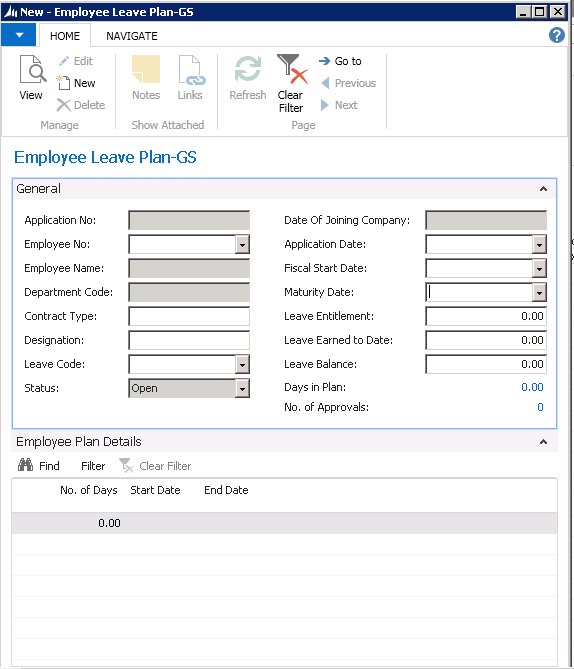 New - Employee Leave Plan-GS
HOME NAVIGATE
View
Edit
New
Delete
Manage
Notes
Links
Show Attached
Refresh
Clear
Filter
Go to
Previous
Next
Page
Employee Leave Plan-GS
General
Application No:
Employee No:
Employee Name:
Department Code:
Contract Type:
Designation:
Leave Code:
Status: Open
Date Of Joining Company:
Application Date:
Fiscal Start Date:
Maturity Date:
Leave Entitlement: 0.00
Leave Earned to Date: 0.00
Leave Balance: 0.00
Days in Plan: 0.00
No. of Approvals: 0
Employee Plan Details
Find Filter Clear Filter
No. of Days Start Date End Date
0.00